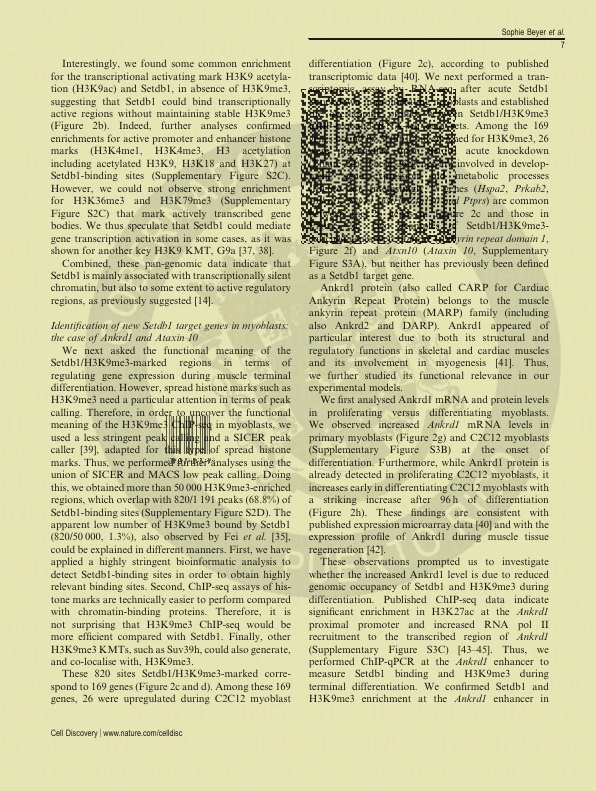 Sophie Beyer et al.
7
Interestingly, we found some common enrichment
for the transcriptional activating mark H3K9 acetyla-
tion (H3K9ac) and Setdb1, in absence of H3K9me3,
suggesting that Setdb1 could bind transcriptionally
active regions without maintaining stable H3K9me3
(Figure 2b). Indeed, further analyses confirmed
enrichments for active promoter and enhancer histone
marks (H3K4me1, H3K4me3, H3 acetylation
including acetylated H3K9, H3K18 and H3K27) at
Setdb1-binding sites (Supplementary Figure S2C).
However, we could not observe strong enrichment
for H3K36me3 and H3K79me3 (Supplementary
Figure S2C) that mark actively transcribed gene
bodies. We thus speculate that Setdb1 could mediate
gene transcription activation in some cases, as it was
shown for another key H3K9 KMT, G9a [37, 38].
Combined, these pan-genomic data indicate that
Setdb1 is mainly associated with transcriptionally silent
chromatin, but also to some extent to active regulatory
regions, as previously suggested [14].
Identification of new Setdb1 target genes in myoblasts:
the case of Ankrd1 and Ataxin 10
We next asked the functional meaning of the
Setdb1/H3K9me3-marked regions in terms of
regulating gene expression during muscle terminal
differentiation. However, spread histone marks such as
H3K9me3 need a particular attention in terms of peak
calling. Therefore, in order to uncover the functional
meaning of the H3K9me3 ChIP-seq in myoblasts, we
used a less stringent peak calling and a SICER peak
caller [39], adapted for this type of spread histone
marks. Thus, we performed the analyses using the
union of SICER and MACS low peak calling. Doing
this, we obtained more than 50 000 H3K9me3-enriched
regions, which overlap with 820/1 191 peaks (68.8%) of
Setdb1-binding sites (Supplementary Figure S2D). The
apparent low number of H3K9me3 bound by Setdb1
(820/50 000, 1.3%), also observed by Fei et al. [35],
could be explained in different manners. First, we have
applied a highly stringent bioinformatic analysis to
detect Setdb1-binding sites in order to obtain highly
relevant binding sites. Second, ChIP-seq assays of his-
tone marks are technically easier to perform compared
with chromatin-binding proteins. Therefore, it is
not surprising that H3K9me3 ChIP-seq would be
more efficient compared with Setdb1. Finally, other
H3K9me3 KMTs, such as Suv39h, could also generate,
and co-localise with, H3K9me3.
These 820 sites Setdb1/H3K9me3-marked corre-
spond to 169 genes (Figure 2c and d). Among these 169
genes, 26 were upregulated during C2C12 myoblast
differentiation (Figure 2c), according to published
transcriptomic data [40]. We next performed a tran-
scriptomic assay by RNA-seq after acute Setdb1
blasts and established
n Setdb1/H3K9me3
ets. Among the 169
ned for H3K9me3, 26
acute knockdown
involved in develop-
metabolic processes
nes (Hspa2, Prkab2,
d Ptprs) are common
e 2c and those in
Setdb1/H3K9me3-
yrin repeat domain 1,
Figure 2f) and Atxn10 (Ataxin 10, Supplementary
Figure S3A), but neither has previously been defined
as a Setdb1 target gene.
Ankrd1 protein (also called CARP for Cardiac
Ankyrin Repeat Protein) belongs to the muscle
ankyrin repeat protein (MARP) family (including
also Ankrd2 and DARP). Ankrd1 appeared of
particular interest due to both its structural and
regulatory functions in skeletal and cardiac muscles
and its involvement in myogenesis [41]. Thus,
we further studied its functional relevance in our
experimental models.
We first analysed Ankrd1 mRNA and protein levels
in proliferating versus differentiating myoblasts.
We observed increased Ankrd1 mRNA levels in
primary myoblasts (Figure 2g) and C2C12 myoblasts
(Supplementary Figure S3B) at the onset of
differentiation. Furthermore, while Ankrd1 protein is
already detected in proliferating C2C12 myoblasts, it
increases early in differentiating C2C12 myoblasts with
a striking increase after 96 h of differentiation
(Figure 2h). These findings are consistent with
published expression microarray data [40] and with the
expression profile of Ankrd1 during muscle tissue
regeneration [42].
These observations prompted us to investigate
whether the increased Ankrd1 level is due to reduced
genomic occupancy of Setdb1 and H3K9me3 during
differentiation. Published ChIP-seq data indicate
significant enrichment in H3K27ac at the Ankrd1
proximal promoter and increased RNA pol II
recruitment to the transcribed region of Ankrd1
(Supplementary Figure S3C) [43–45]. Thus, we
performed ChIP-qPCR at the Ankrd1 enhancer to
measure Setdb1 binding and H3K9me3 during
terminal differentiation. We confirmed Setdb1 and
H3K9me3 enrichment at the Ankrd1 enhancer in
Cell Discovery | www.nature.com/celldisc